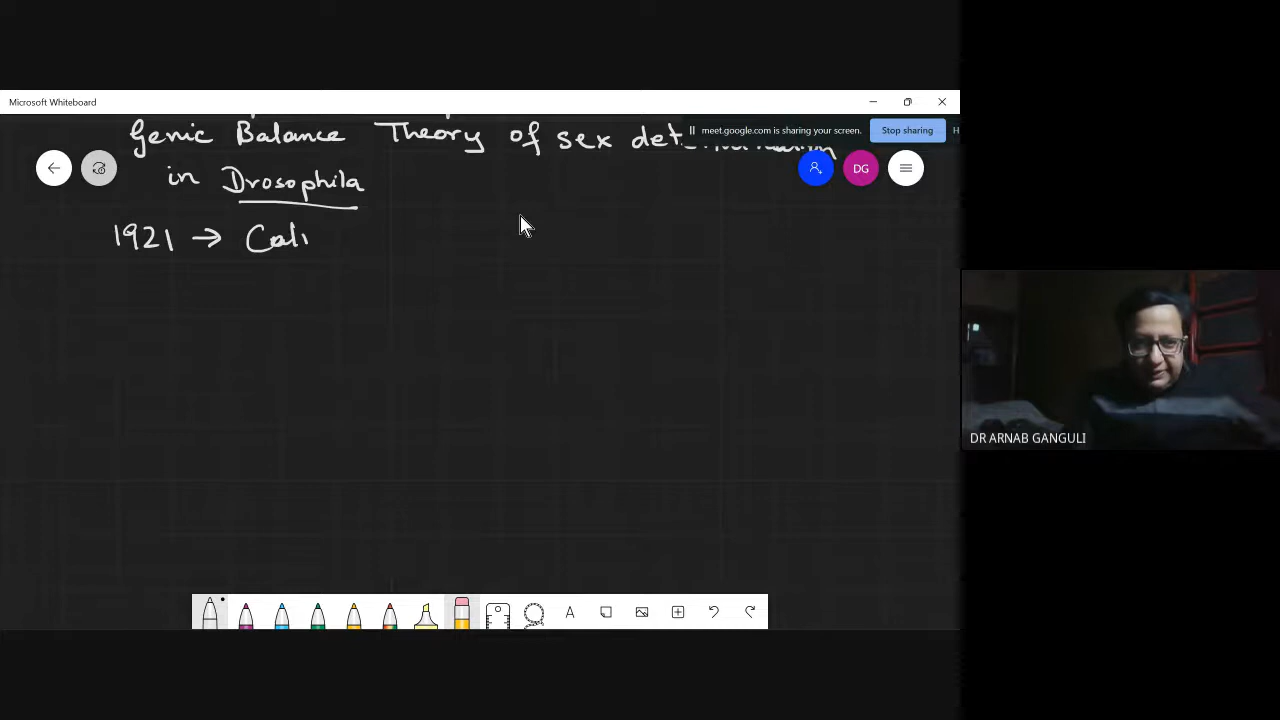 Microsoft Whiteboard
Genic Balance Theory of sex
meet.google.com is sharing your screen. Stop sharing H
in Drosophila
DG
1921 → Cal
DR ARNAB GANGULI
A